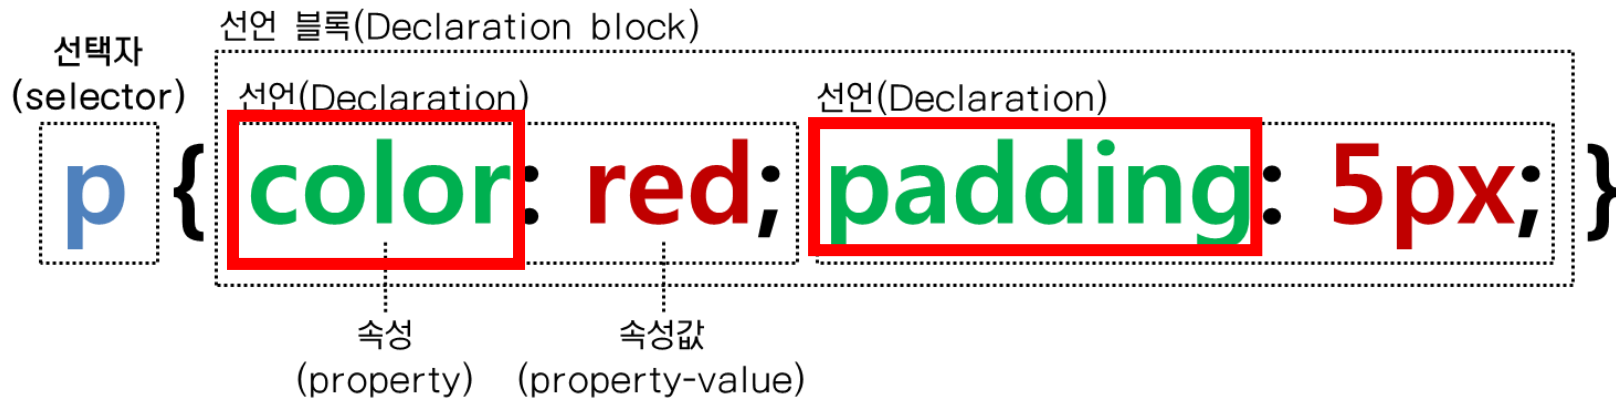 선언 블록(Declaration block)
선택자
(selector)
선언(Declaration) 선언(Declaration)
p { color: red; padding: 5px; }
속성 속성값
(property) (property-value)